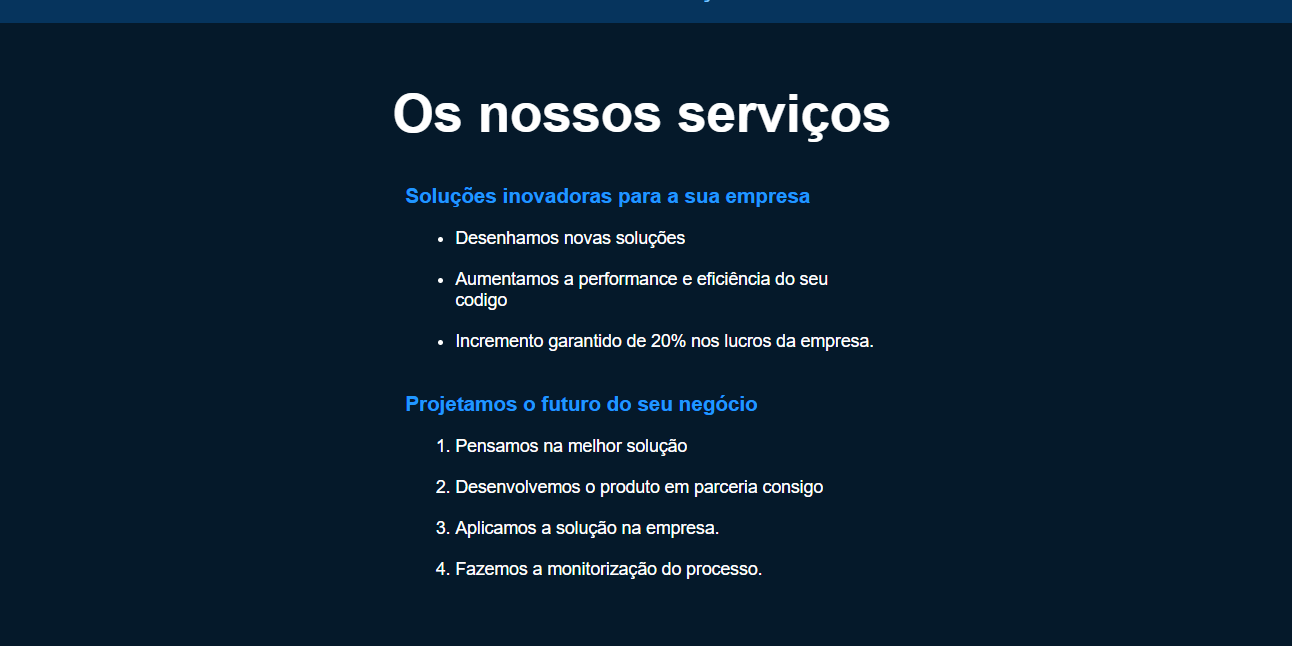 Os nossos serviços
Soluções inovadoras para a sua empresa
• Desenhamos novas soluções
• Aumentamos a performance e eficiência do seu
codigo
• Incremento garantido de 20% nos lucros da empresa.
Projetamos o futuro do seu negócio
1. Pensamos na melhor solução
2. Desenvolvemos o produto em parceria consigo
3. Aplicamos a solução na empresa.
4. Fazemos a monitorização do processo.